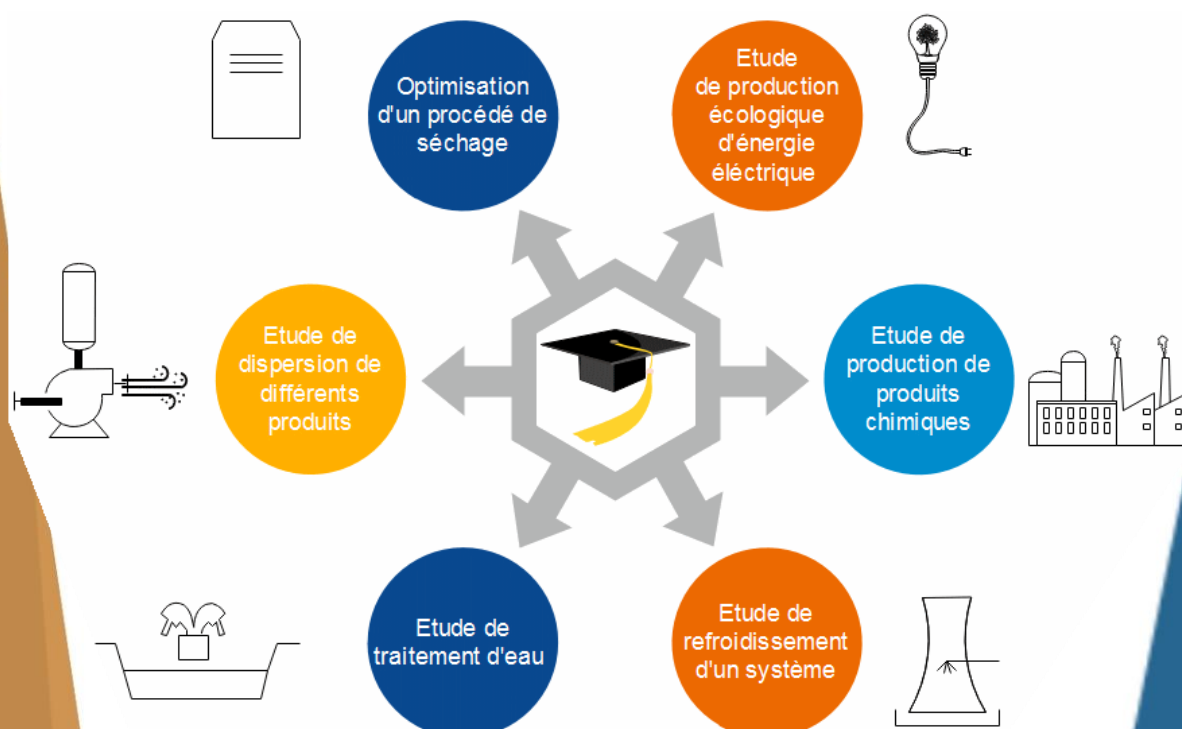 Optimisation
d'un procédé de
séchage
Etude
de production
écologique
d'énergie
éléctrique
Etude de
dispersion de
différents
produits
Etude de
production de
produits
chimiques
Etude de
traitement d'eau
Etude de
refroidissement
d'un système